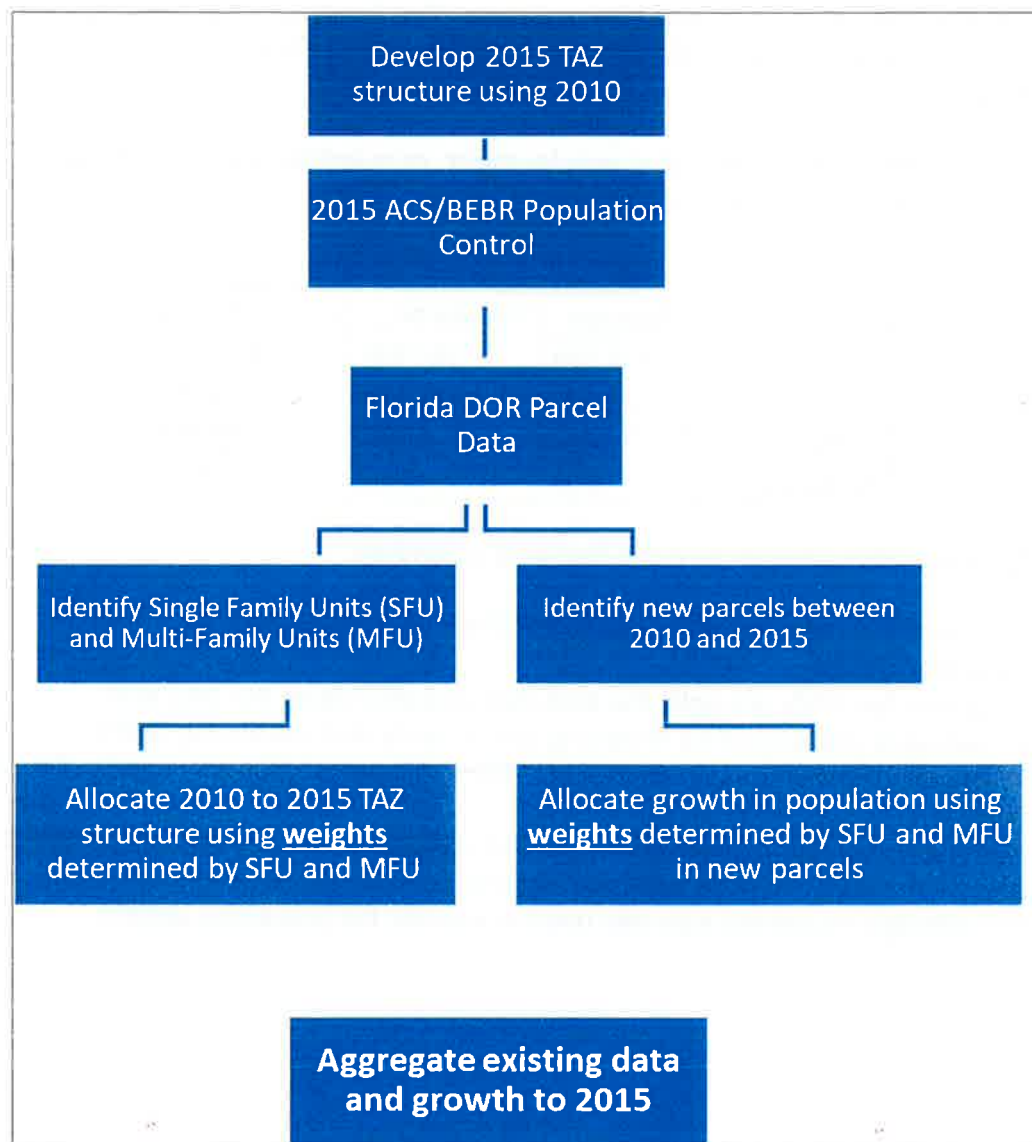 Develop 2015 TAZ
structure using 2010
2015 ACS/BEBR Population
Control
Florida DOR Parcel
Data
Identify Single Family Units (SFU)
and Multi-Family Units (MFU)
Identify new parcels between
2010 and 2015
Allocate 2010 to 2015 TAZ
structure using weights
determined by SFU and MFU
Allocate growth in population using
weights determined by SFU and MFU
in new parcels
Aggregate existing data
and growth to 2015